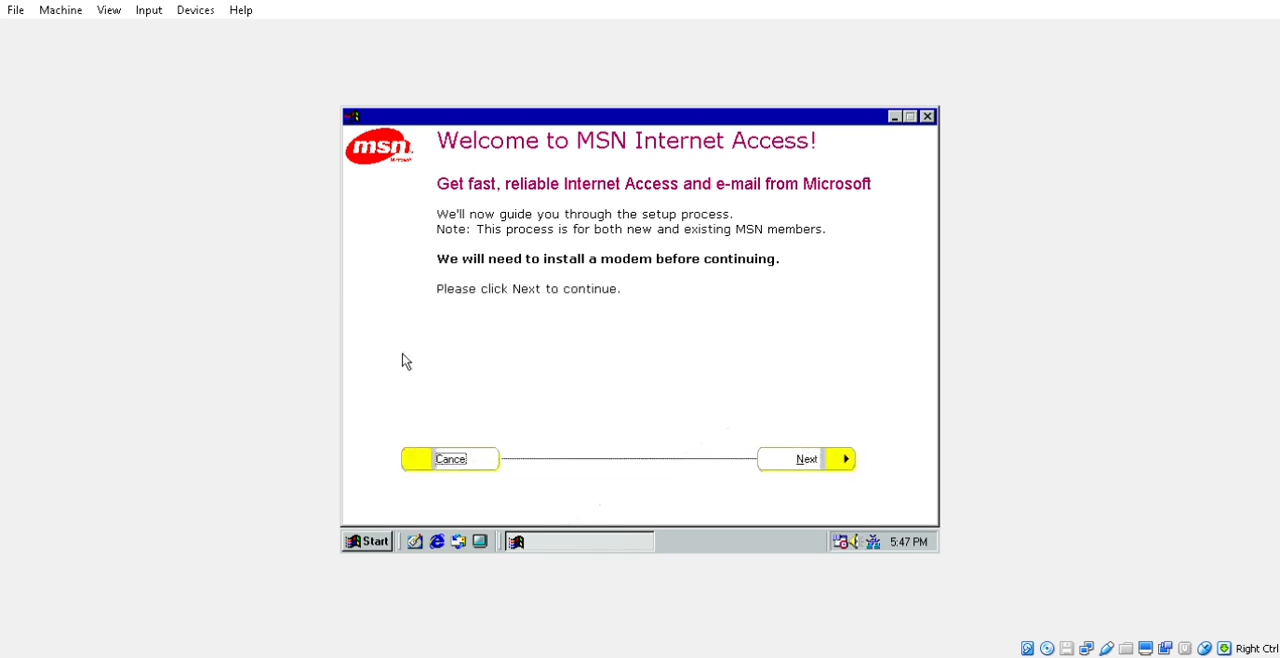 File Machine View Input Devices Help
msn.
Microsoft
Welcome to MSN Internet Access!
Get fast, reliable Internet Access and e-mail from Microsoft
We'll now guide you through the setup process.
Note: This process is for both new and existing MSN members.
We will need to install a modem before continuing.
Please click Next to continue.
Cancel Next
Start 5:47 PM
Right Ctrl